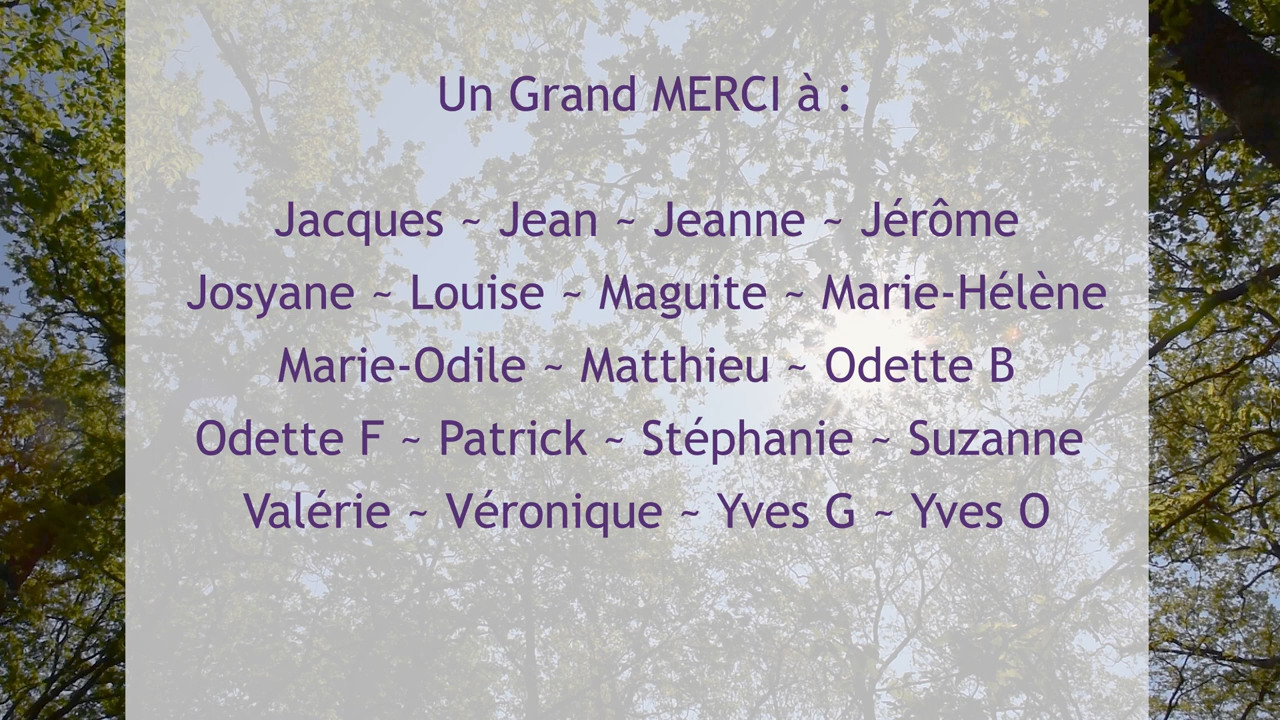 Un Grand MERCI à :
Jacques ~ Jean ~ Jeanne ~ Jérôme
Josyane ~ Louise ~ Maguite ~ Marie-Hélène
Marie-Odile ~ Matthieu ~ Odette B
Odette F ~ Patrick ~ Stéphanie ~ Suzanne
Valérie ~ Véronique ~ Yves G ~ Yves O